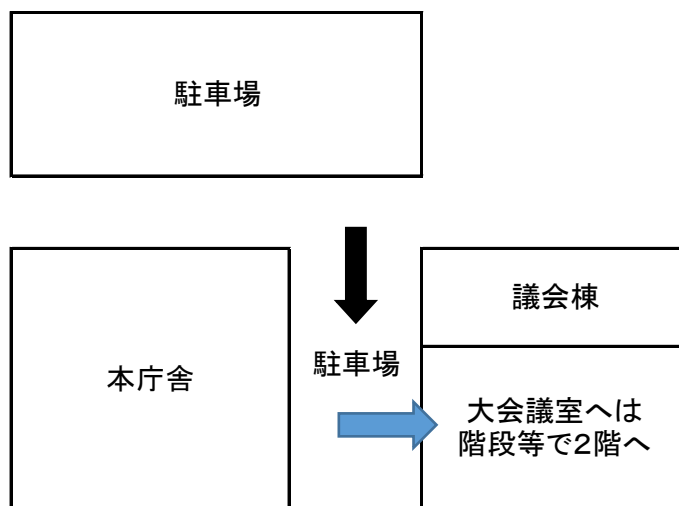 駐車場
議会棟
本庁舎
駐車場
大会議室へは
階段等で2階へ